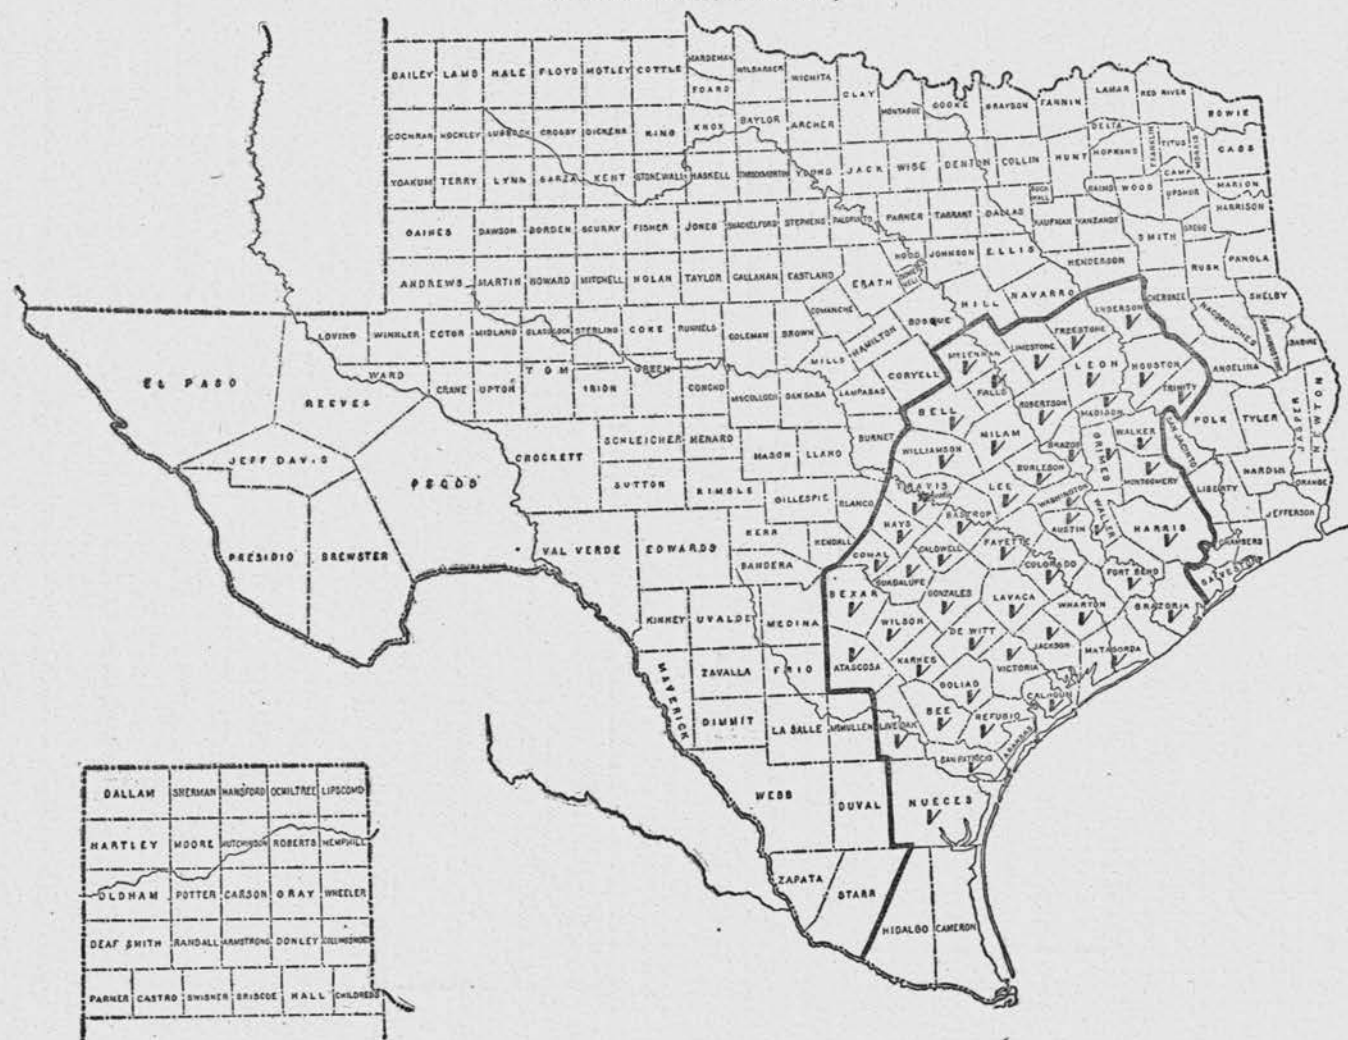 BAILEY LAMB HALE FLOYD MOTLEY COTTLE HARDEMAN WILBARGER WICHITA CLAY MONTAGUE COOKE GRAYSON FANNIN LAMAR RED RIVER BOWIE
FOARD
DELTA FRANKLIN TITUS MORRIS CASS
COCHRAN HOCKLEY LUBBOCK CROSBY DICKENS KING KNOX BAYLOR ARCHER
HUNT HOPKINS CAMP
YOAKUM TERRY LYNN GARZA KENT STONEWALL HASKELL THROCKMORTON YOUNG JACK WISE DENTON COLLIN
ROCK WALL RAINS WOOD UPSHUR MARION
HARRISON
GAINES DAWSON BORDEN SCURRY FISHER JONES SHACKELFORD STEPHENS PALOPINTO PARKER TARRANT DALLAS KAUFMAN VANZANDT SMITH GREGG
HOOD JOHNSON ELLIS HENDERSON RUSK PANOLA
ANDREWS MARTIN HOWARD MITCHELL NOLAN TAYLOR CALLAHAN EASTLAND ERATH
HILL NAVARRO ANDERSON CHEROKEE SHELBY
COMANCHE BOSQUE NACOGDOCHES SABINE
LOVING WINKLER ECTOR MIDLAND STERLING COKE RUNNELS COLEMAN BROWN HAMILTON
MILLS MCLENNAN LIMESTONE FREESTONE
WARD CRANE UPTON TOM GREEN IRION CONCHO
MCCULLOCH SAN SABA LAMPASAS CORYELL FALLS LEON HOUSTON ANGELINA
TRINITY
EL PASO REEVES
BELL ROBERTSON MADISON POLK TYLER JASPER NEWTON
BURNET MILAM WALKER SAN JACINTO
JEFF DAVIS PECOS CROCKETT SCHLEICHER MENARD MASON LLANO
WILLIAMSON BRAZOS GRIMES
SUTTON KIMBLE GILLESPIE BLANCO
TRAVIS LEE BURLESON MONTGOMERY LIBERTY HARDIN ORANGE
WASHINGTON JEFFERSON
HAYS BASTROP AUSTIN WALLER HARRIS CHAMBERS
PRESIDIO BREWSTER VAL VERDE EDWARDS KERR KENDALL
COMAL CALDWELL FAYETTE COLORADO
BANDERA GUADALUPE FORT BEND GALVESTON
BEXAR GONZALES LAVACA WHARTON BRAZORIA
KINNEY UVALDE MEDINA WILSON DE WITT JACKSON MATAGORDA
MAVERICK ZAVALLA FRIO ATASCOSA KARNES VICTORIA
GOLIAD CALHOUN
DIMMIT LA SALLE MCMULLEN LIVE OAK BEE REFUGIO
SAN PATRICIO
WEBB DUVAL NUECES
ZAPATA STARR
HIDALGO CAMERON
DALLAM SHERMAN HANSFORD OCHILTREE LIPSCOMB
HARTLEY MOORE HUTCHINSON ROBERTS HEMPHILL
OLDHAM POTTER CARSON GRAY WHEELER
DEAF SMITH RANDALL ARMSTRONG DONLEY
PARMER CASTRO SWISHER BRISCOE HALL CHILDRESS